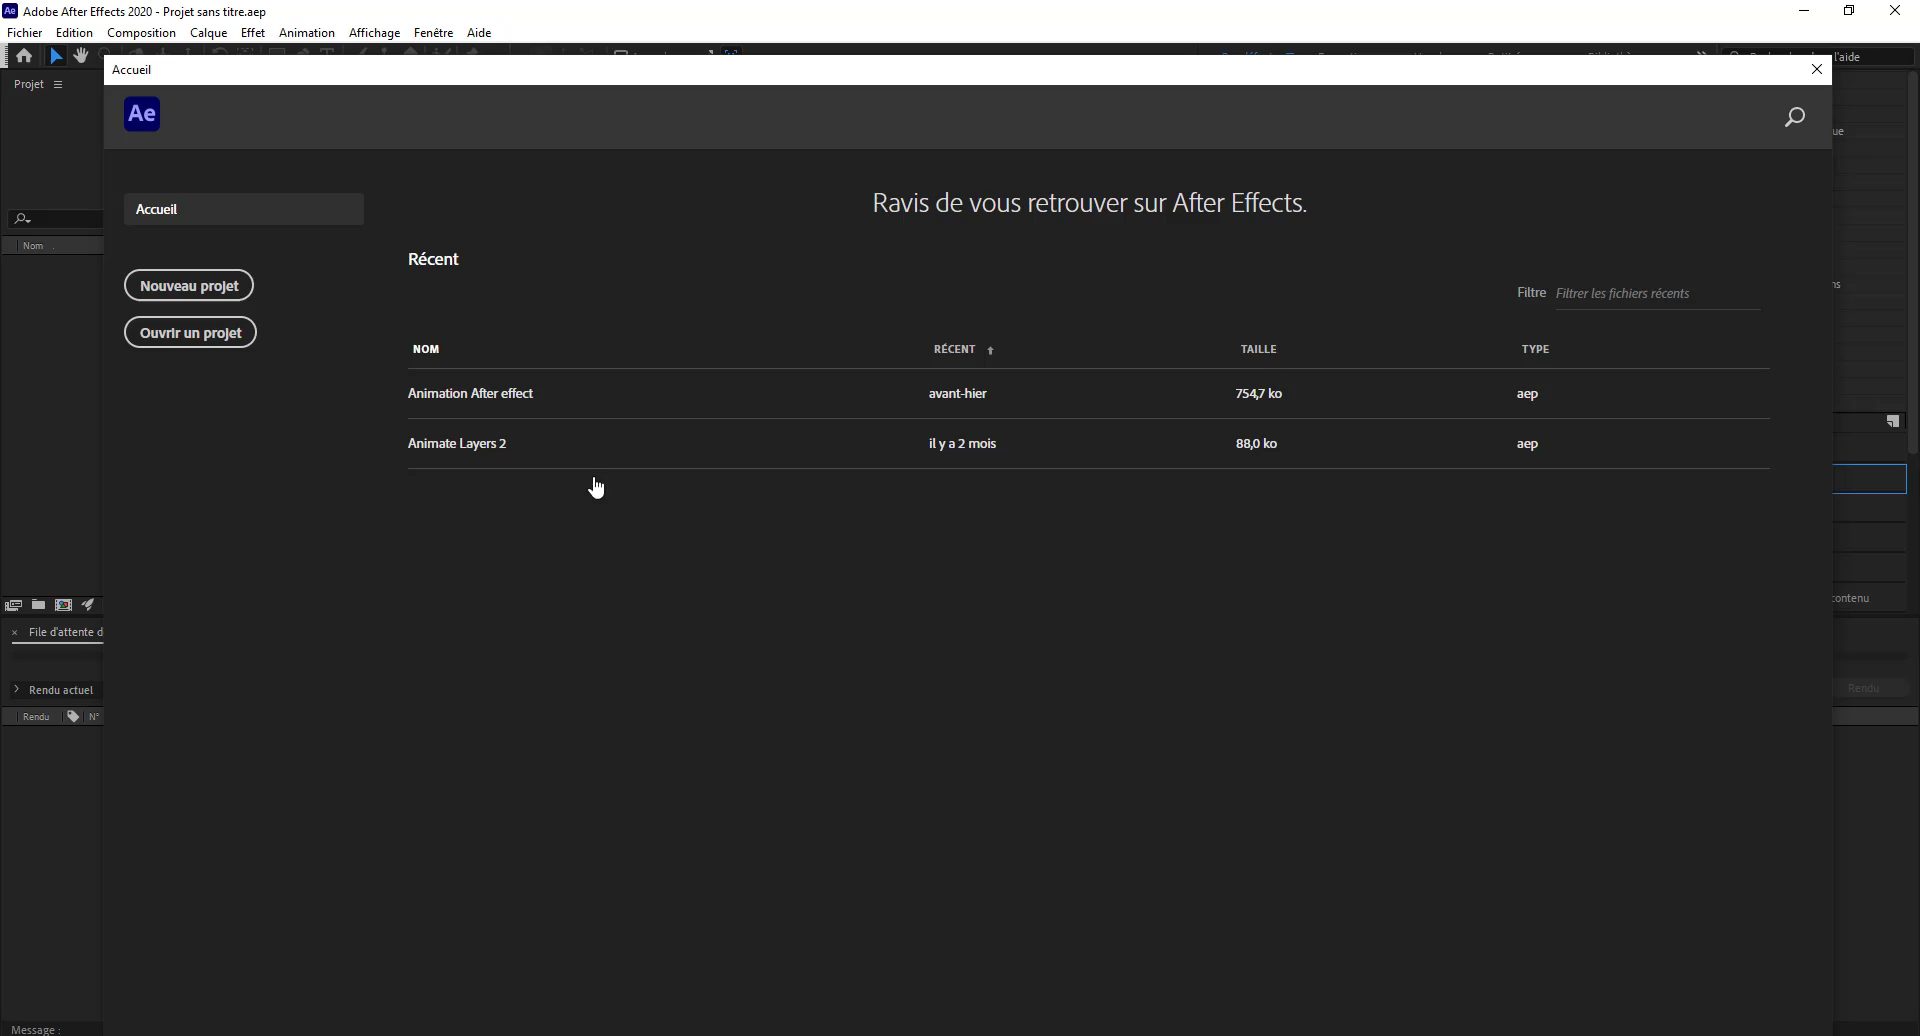 Ae Adobe After Effects 2020 - Projet sans titre.aep
Fichier Edition Composition Calque Effet Animation Affichage Fenêtre Aide
l'aide
Accueil
Projet
Ae
ue
Accueil
Ravis de vous retrouver sur After Effects.
Nom
Récent
Nouveau projet
ns
Filtre Filtrer les fichiers récents
Ouvrir un projet
NOM RÉCENT TAILLE TYPE
Animation After effect avant-hier 754,7 ko aep
Animate Layers 2 il y a 2 mois 88,0 ko aep
contenu
× File d'attente d
> Rendu actuel
Rendu
Rendu N°
Message :